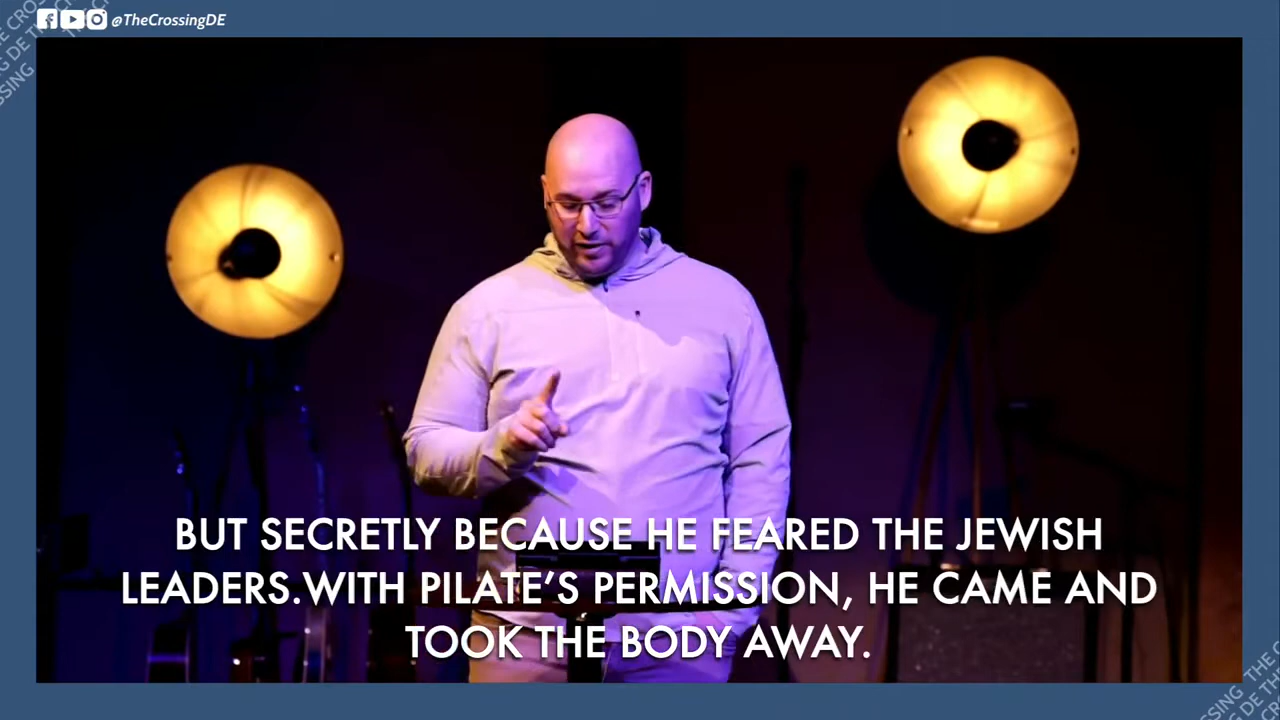 @TheCrossingDE
BUT SECRETLY BECAUSE HE FEARED THE JEWISH
LEADERS.WITH PILATE’S PERMISSION, HE CAME AND
TOOK THE BODY AWAY.